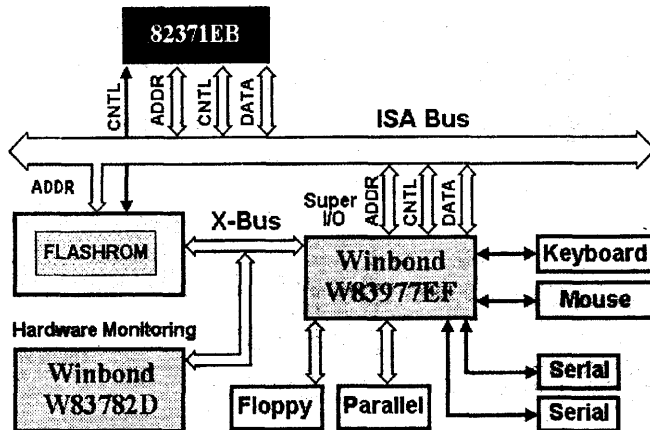 82371EB
CNTL
ADDR
CNTL
DATA
ISA Bus
ADDR
Super
I/O
ADDR
CNTL
DATA
X-Bus
FLASHROM
Winbond
W83977EF
Keyboard
Mouse
Hardware Monitoring
Winbond
W83782D
Floppy
Parallel
Serial
Serial